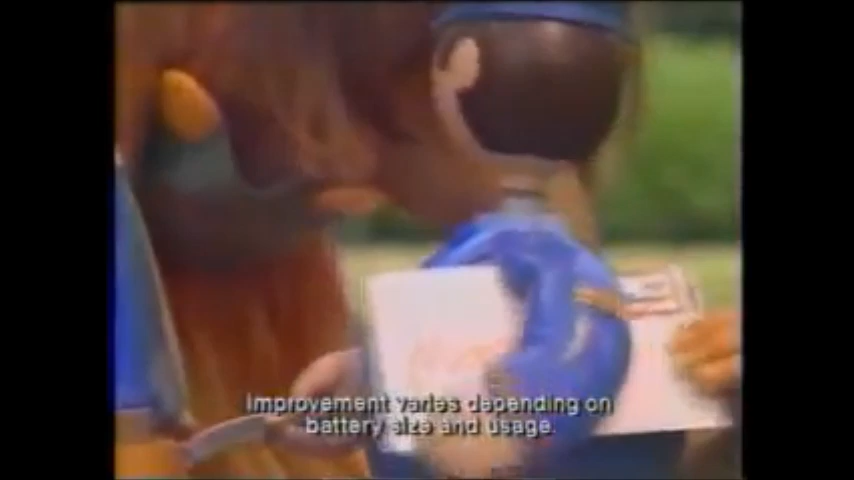 Improvement varies depending on
battery size and usage.